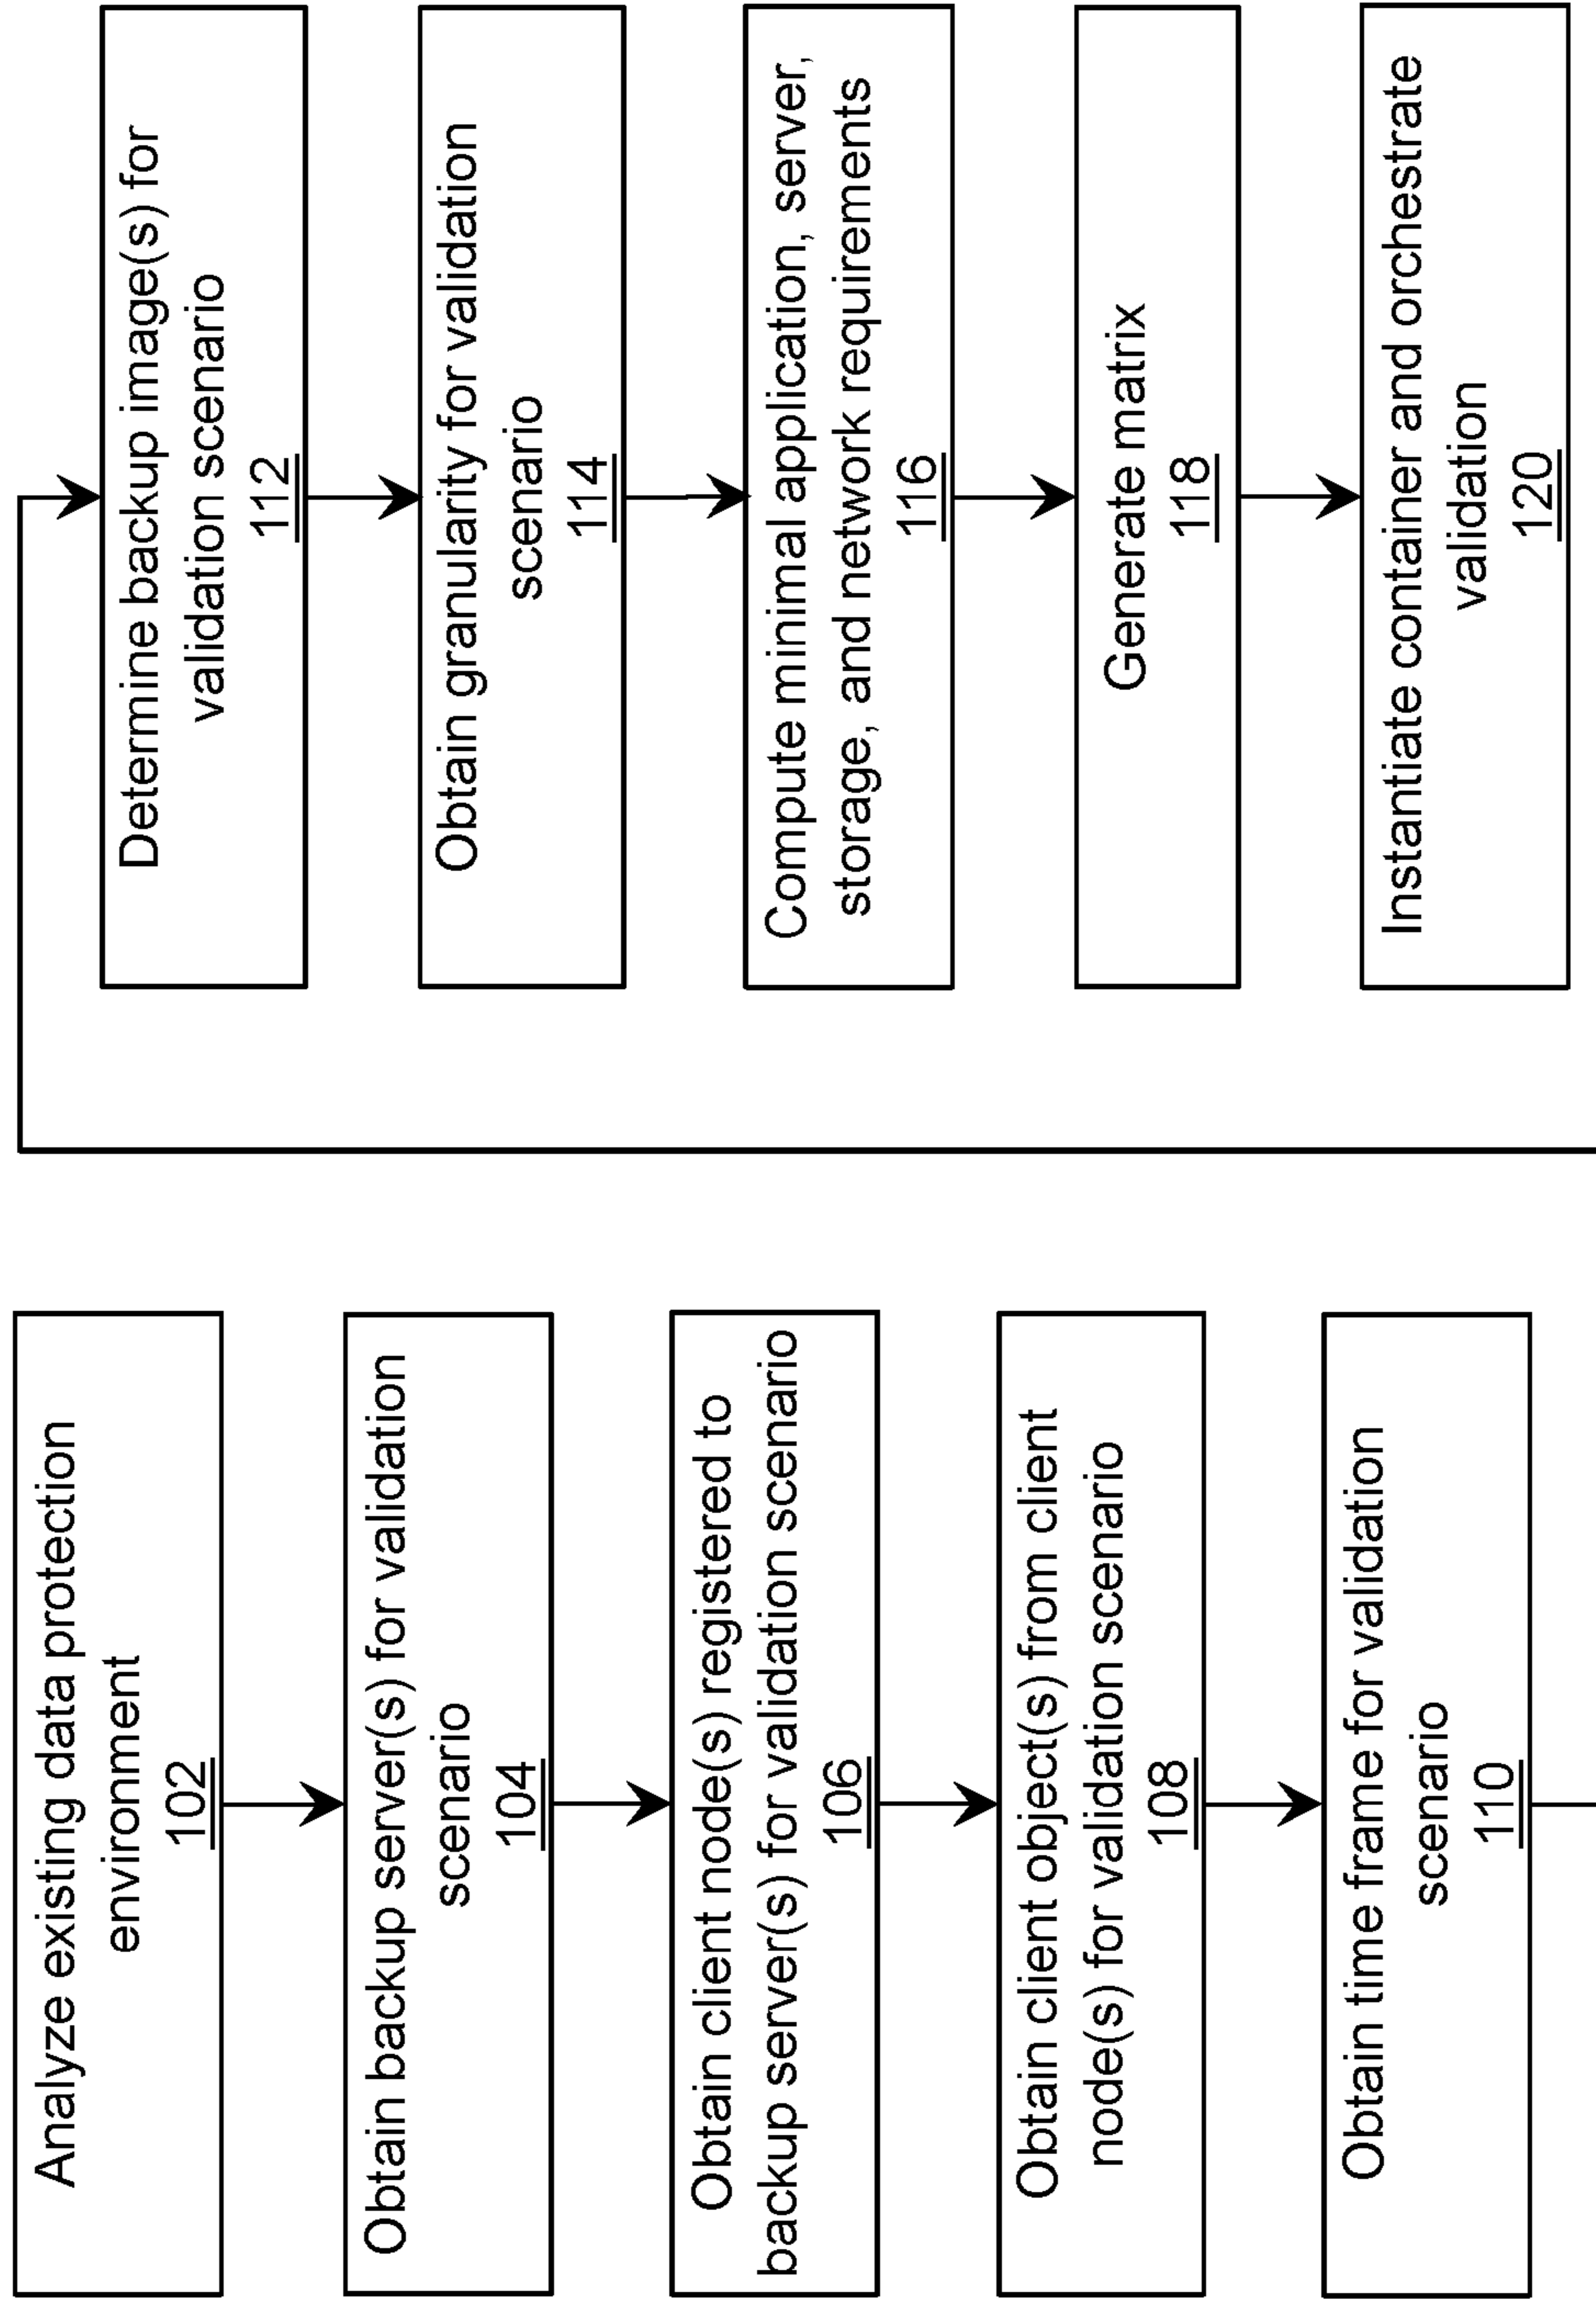 Analyze existing data protection
environment
102
Obtain backup server(s) for validation
scenario
104
Obtain client node(s) registered to
backup server(s) for validation scenario
106
Obtain client object(s) from client
node(s) for validation scenario
108
Obtain time frame for validation
scenario
110
Determine backup image(s) for
validation scenario
112
Obtain granularity for validation
scenario
114
Compute minimal application, server,
storage, and network requirements
116
Generate matrix
118
Instantiate container and orchestrate
validation
120